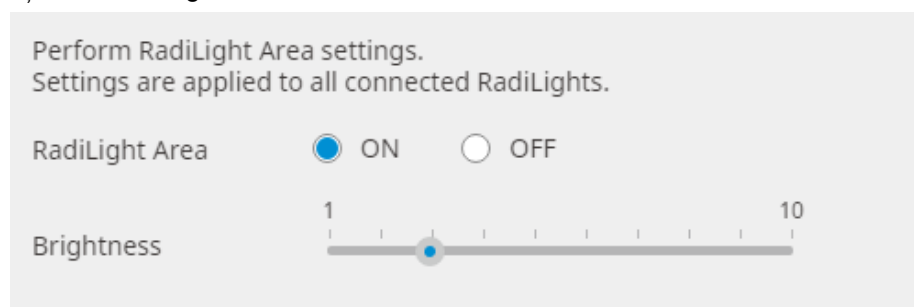 Perform RadiLight Area settings.
Settings are applied to all connected RadiLights.
RadiLight Area ON OFF
1 10
Brightness